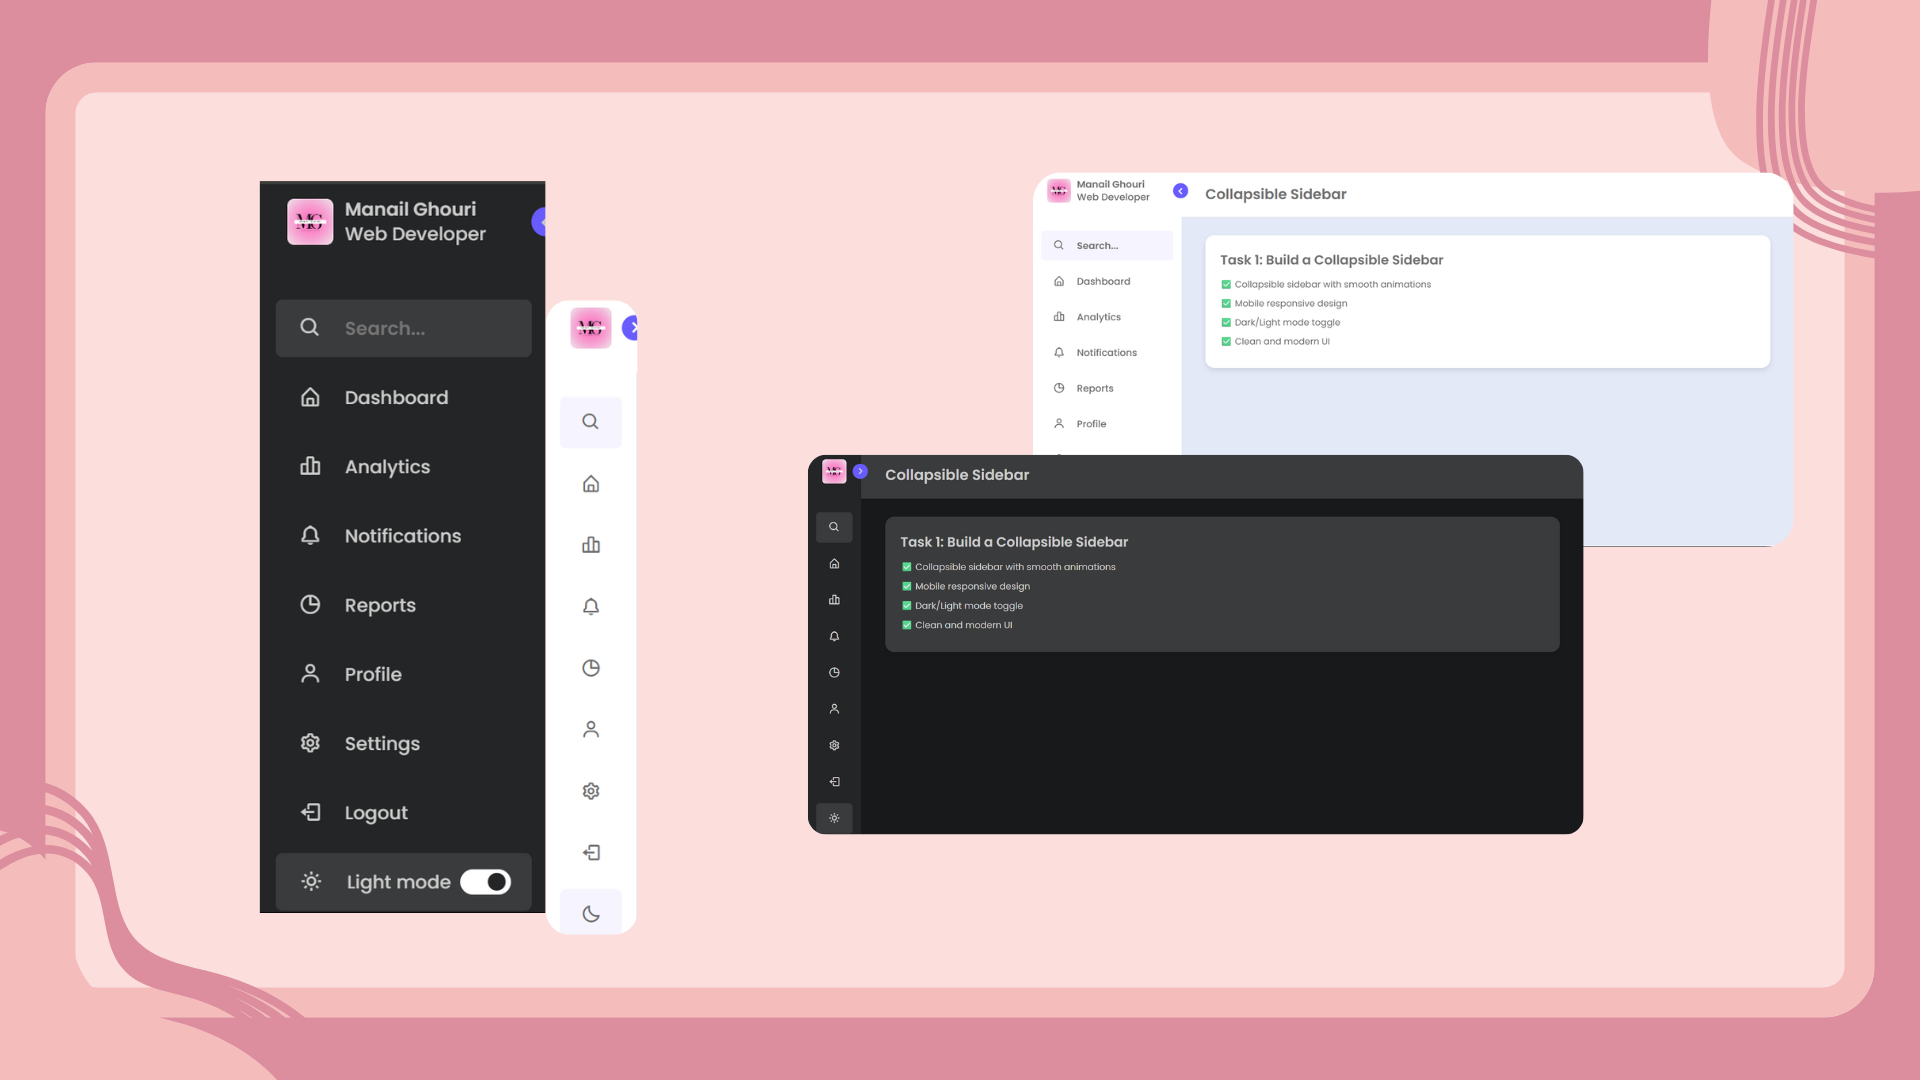 MG
Manail Ghouri
Web Developer
Search...
Dashboard
Analytics
Notifications
Reports
Profile
Settings
Logout
Light mode
MG
MG
Manail Ghouri
Web Developer
Collapsible Sidebar
Search...
Dashboard
Analytics
Notifications
Reports
Profile
Task 1: Build a Collapsible Sidebar
✅ Collapsible sidebar with smooth animations
✅ Mobile responsive design
✅ Dark/Light mode toggle
✅ Clean and modern UI
MG
Collapsible Sidebar
Task 1: Build a Collapsible Sidebar
✅ Collapsible sidebar with smooth animations
✅ Mobile responsive design
✅ Dark/Light mode toggle
✅ Clean and modern UI